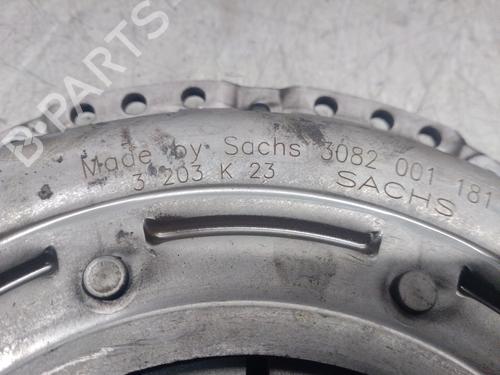 B-PARTS
Made by Sachs 3082 001 181
3 203 K 23 SACHS